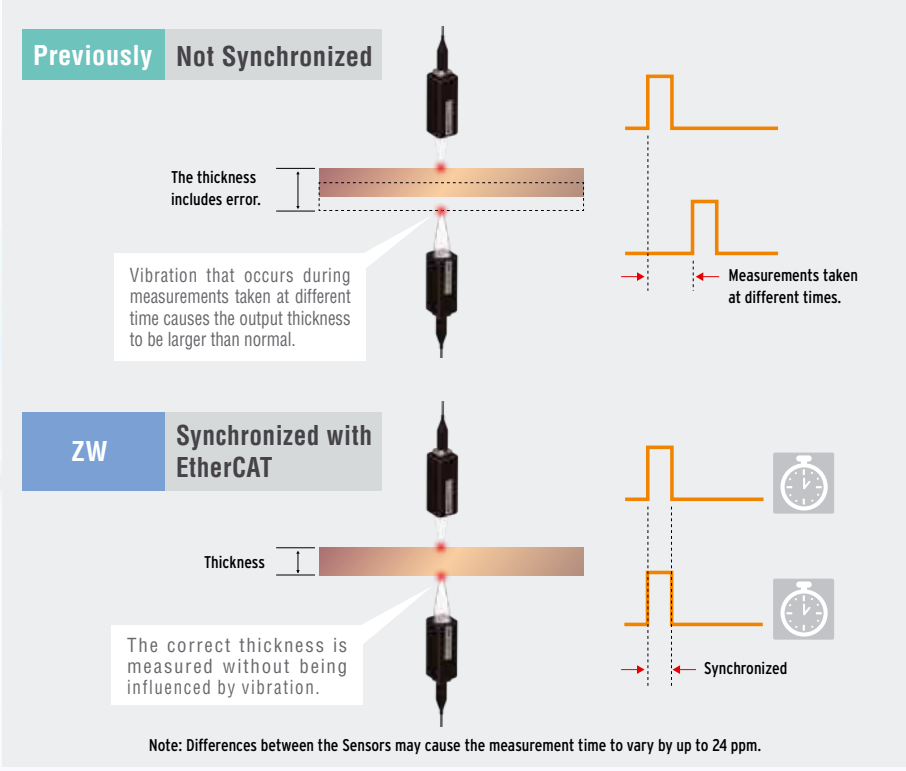 Previously
Not Synchronized
The thickness
includes error.
Vibration that occurs during
measurements taken at different
time causes the output thickness
to be larger than normal.
Measurements taken
at different times.
ZW
Synchronized with
EtherCAT
Thickness
The correct thickness is
measured without being
influenced by vibration.
Synchronized
Note: Differences between the Sensors may cause the measurement time to vary by up to 24 ppm.